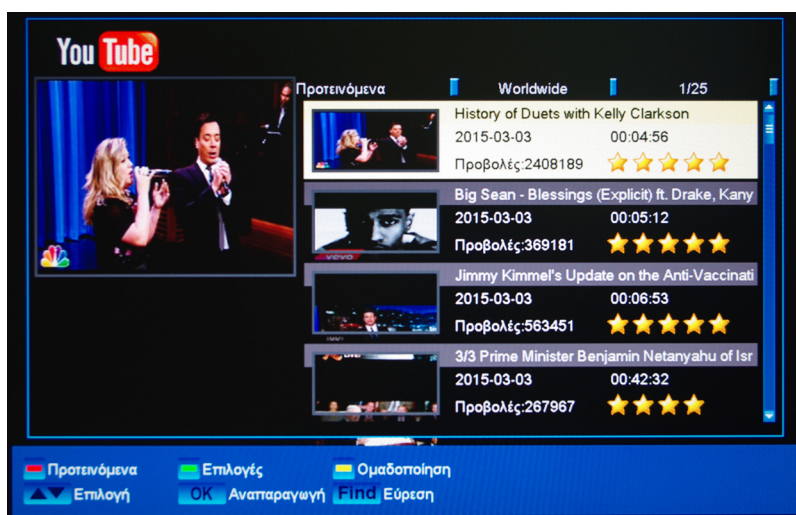 YouTube
Προτεινόμενα Worldwide 1/25
History of Duets with Kelly Clarkson
2015-03-03 00:04:56
Προβολές:2408189
Big Sean - Blessings (Explicit) ft. Drake, Kany
2015-03-03 00:05:12
Προβολές:369181
vevo
Jimmy Kimmel's Update on the Anti-Vaccinati
2015-03-03 00:06:53
Προβολές:563451
3/3 Prime Minister Benjamin Netanyahu of Isr
2015-03-03 00:42:32
Προβολές:267967
Προτεινόμενα Επιλογές Ομαδοποίηση
Επιλογή OK Αναπαραγωγή Find Εύρεση